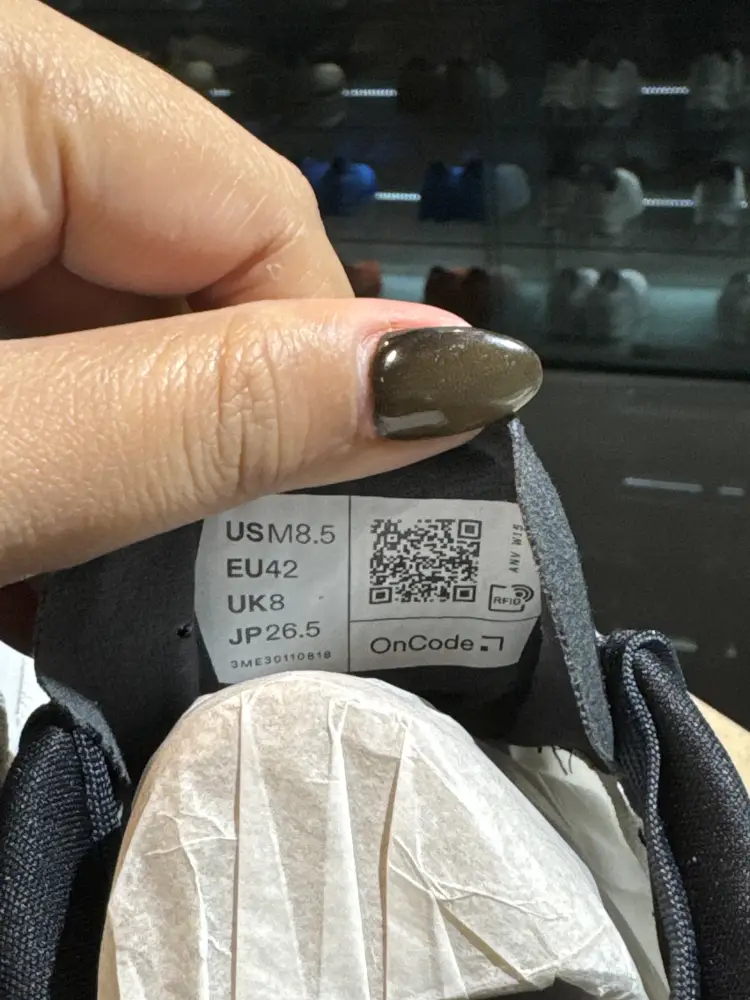 USM8.5
EU42
UK8
JP26.5
3ME30110818
RFID
OnCode